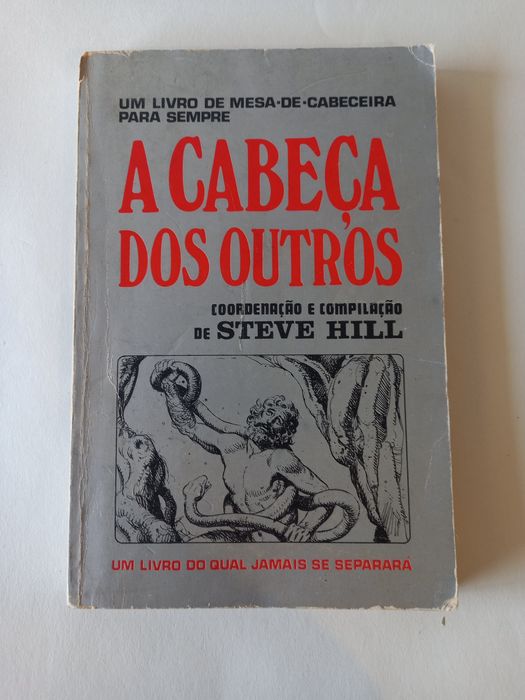 UM LIVRO DE MESA-DE-CABECEIRA
PARA SEMPRE
A CABEÇA
DOS OUTROS
COORDENAÇÃO E COMPILAÇÃO
DE STEVE HILL
UM LIVRO DO QUAL JAMAIS SE SEPARARÁ